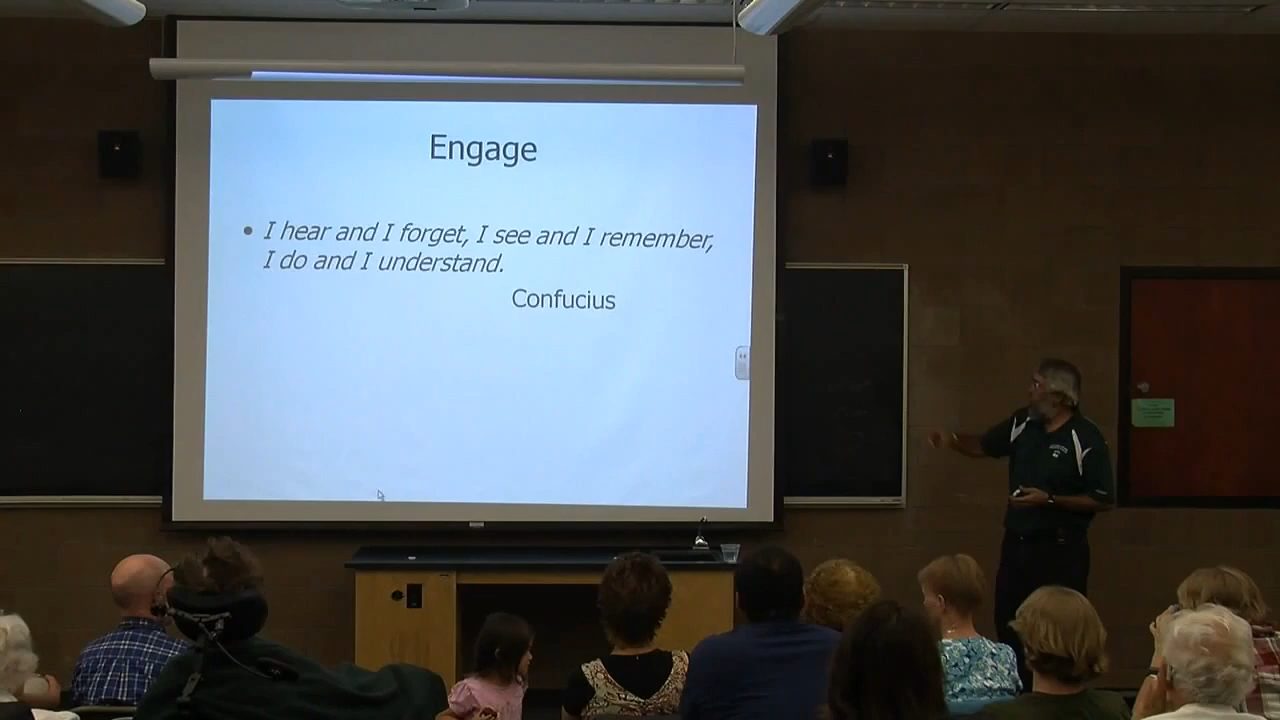 Engage
• I hear and I forget, I see and I remember,
I do and I understand.
Confucius